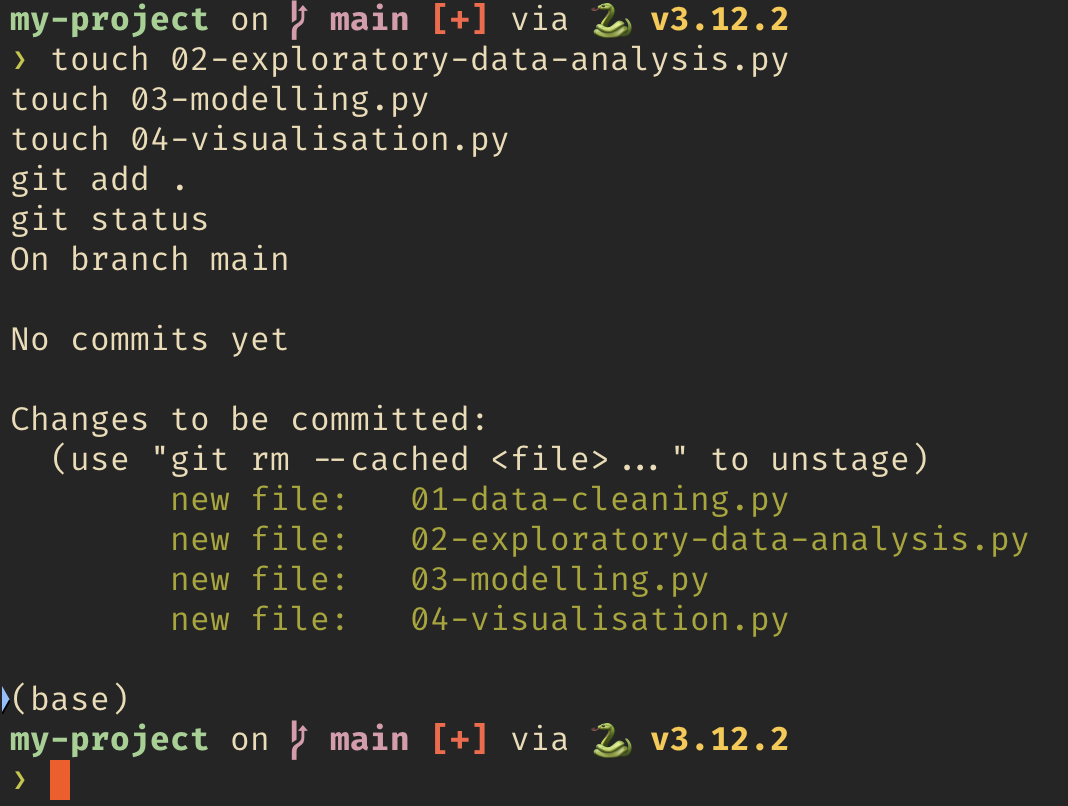 my-project on main [+] via 🐍 v3.12.2
❯ touch 02-exploratory-data-analysis.py
touch 03-modelling.py
touch 04-visualisation.py
git add .
git status
On branch main
No commits yet
Changes to be committed:
(use "git rm --cached <file>..." to unstage)
new file: 01-data-cleaning.py
new file: 02-exploratory-data-analysis.py
new file: 03-modelling.py
new file: 04-visualisation.py
(base)
my-project on main [+] via 🐍 v3.12.2
❯